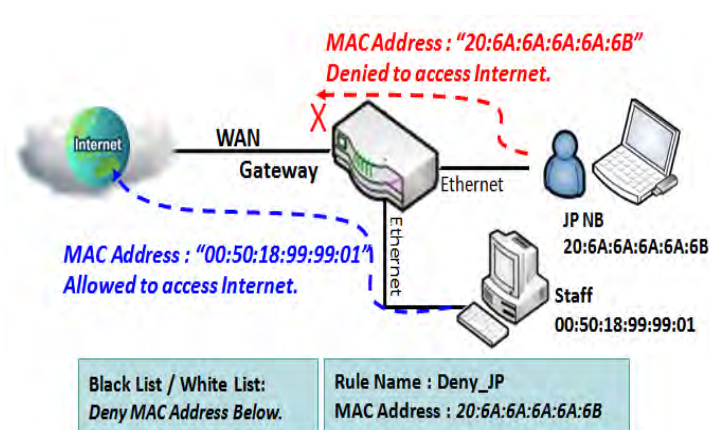 MAC Address : “20:6A:6A:6A:6A:6B”
Denied to access Internet.
Internet
WAN
Gateway
Ethernet
Ethernet
JP NB
20:6A:6A:6A:6A:6B
MAC Address : “00:50:18:99:99:01”
Allowed to access Internet.
Staff
00:50:18:99:99:01
Black List / White List:
Deny MAC Address Below.
Rule Name : Deny_JP
MAC Address : 20:6A:6A:6A:6A:6B